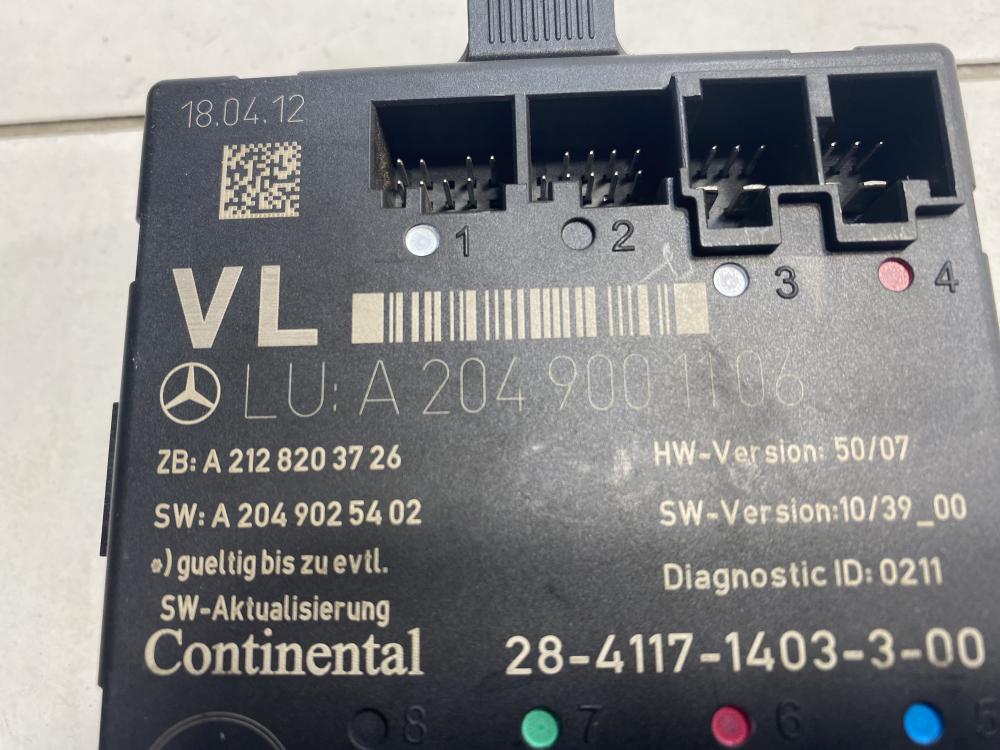 18.04.12
1 2 3 4
VL
LU: A 204 900 1106
ZB: A 212 820 37 26
HW-Version: 50/07
SW: A 204 902 54 02
SW-Version:10/39_00
*) gueltig bis zu evtl.
SW-Aktualisierung
Diagnostic ID: 0211
Continental
28-4117-1403-3-00
8 7 6 5